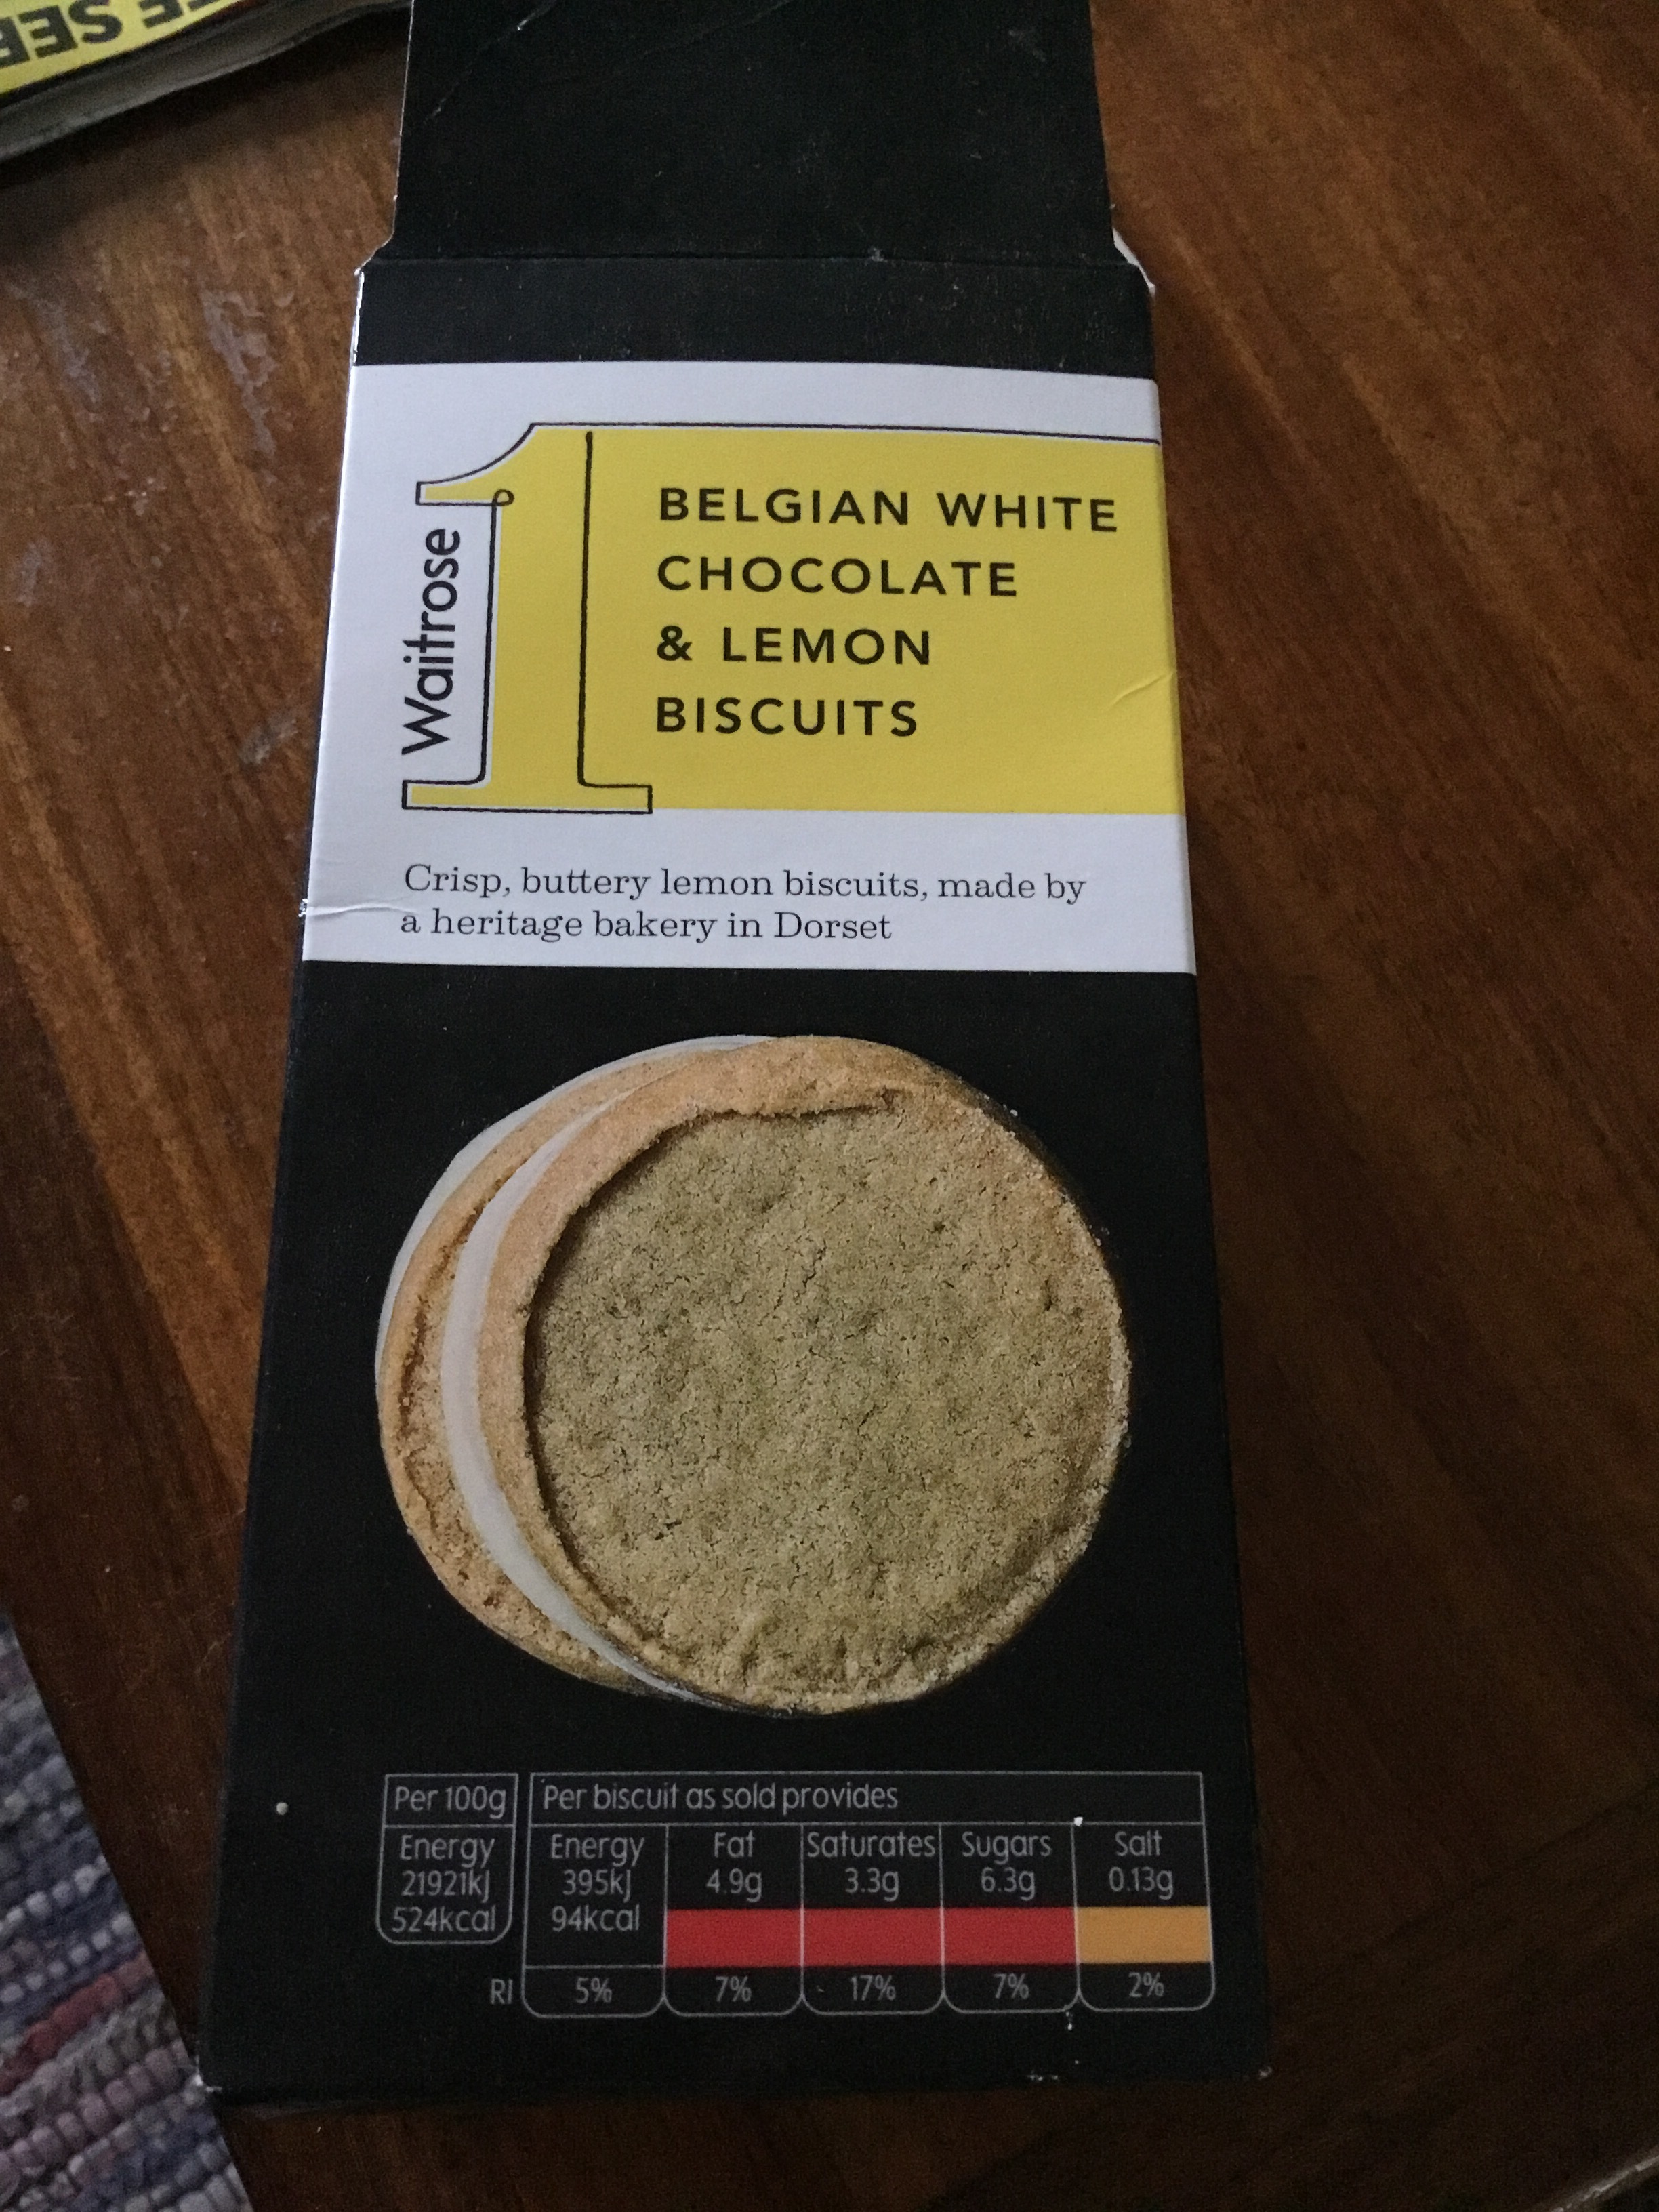 Waitrose
1
BELGIAN WHITE
CHOCOLATE
& LEMON
BISCUITS
Crisp, buttery lemon biscuits, made by
a heritage bakery in Dorset
Per 100g
Energy
21921kJ
524kcal
Per biscuit as sold provides
Energy Fat Saturates Sugars Salt
395kJ 4.9g 3.3g 6.3g 0.13g
94kcal
RI 5% 7% 17% 7% 2%